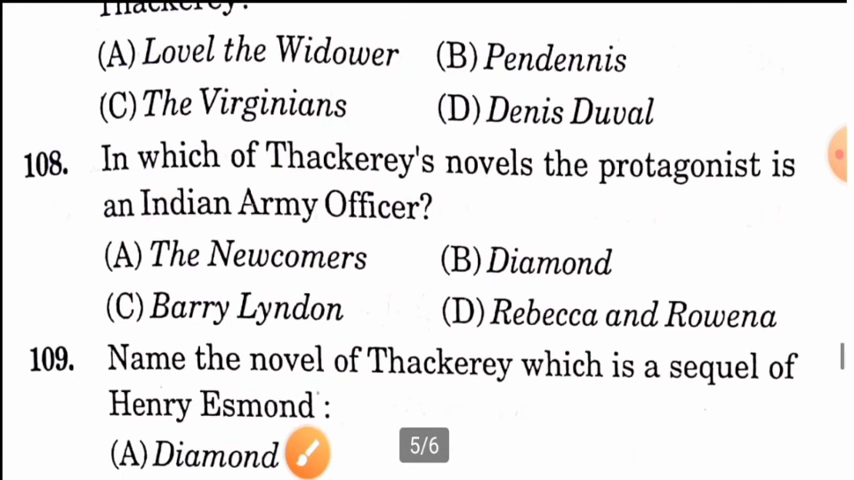 Thackerey?
(A) Lovel the Widower (B) Pendennis
(C) The Virginians (D) Denis Duval
108. In which of Thackerey's novels the protagonist is
an Indian Army Officer?
(A) The Newcomers (B) Diamond
(C) Barry Lyndon (D) Rebecca and Rowena
109. Name the novel of Thackerey which is a sequel of
Henry Esmond :
(A) Diamond
5/6